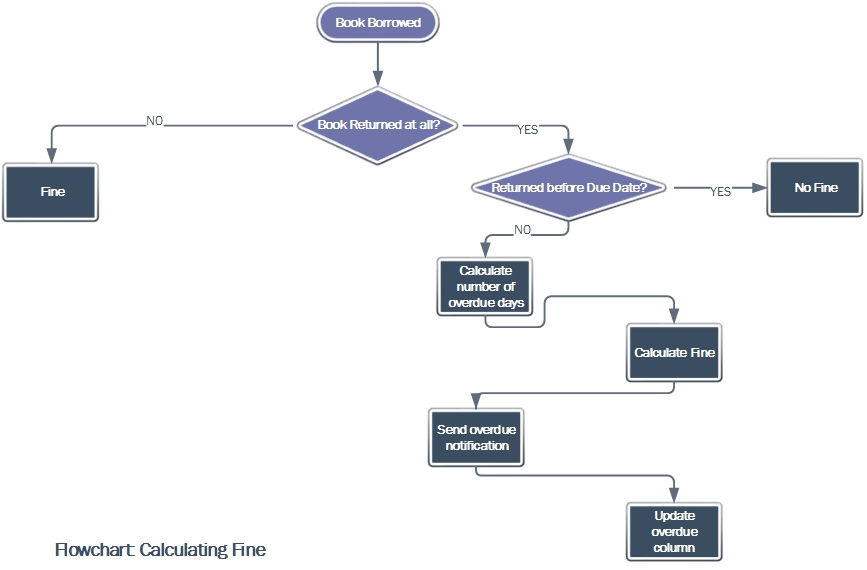 Book Borrowed
Book Returned at all?
NO
YES
Fine
Returned before Due Date?
YES
No Fine
NO
Calculate
number of
overdue days
Calculate Fine
Send overdue
notification
Update
overdue
column
Flowchart: Calculating Fine